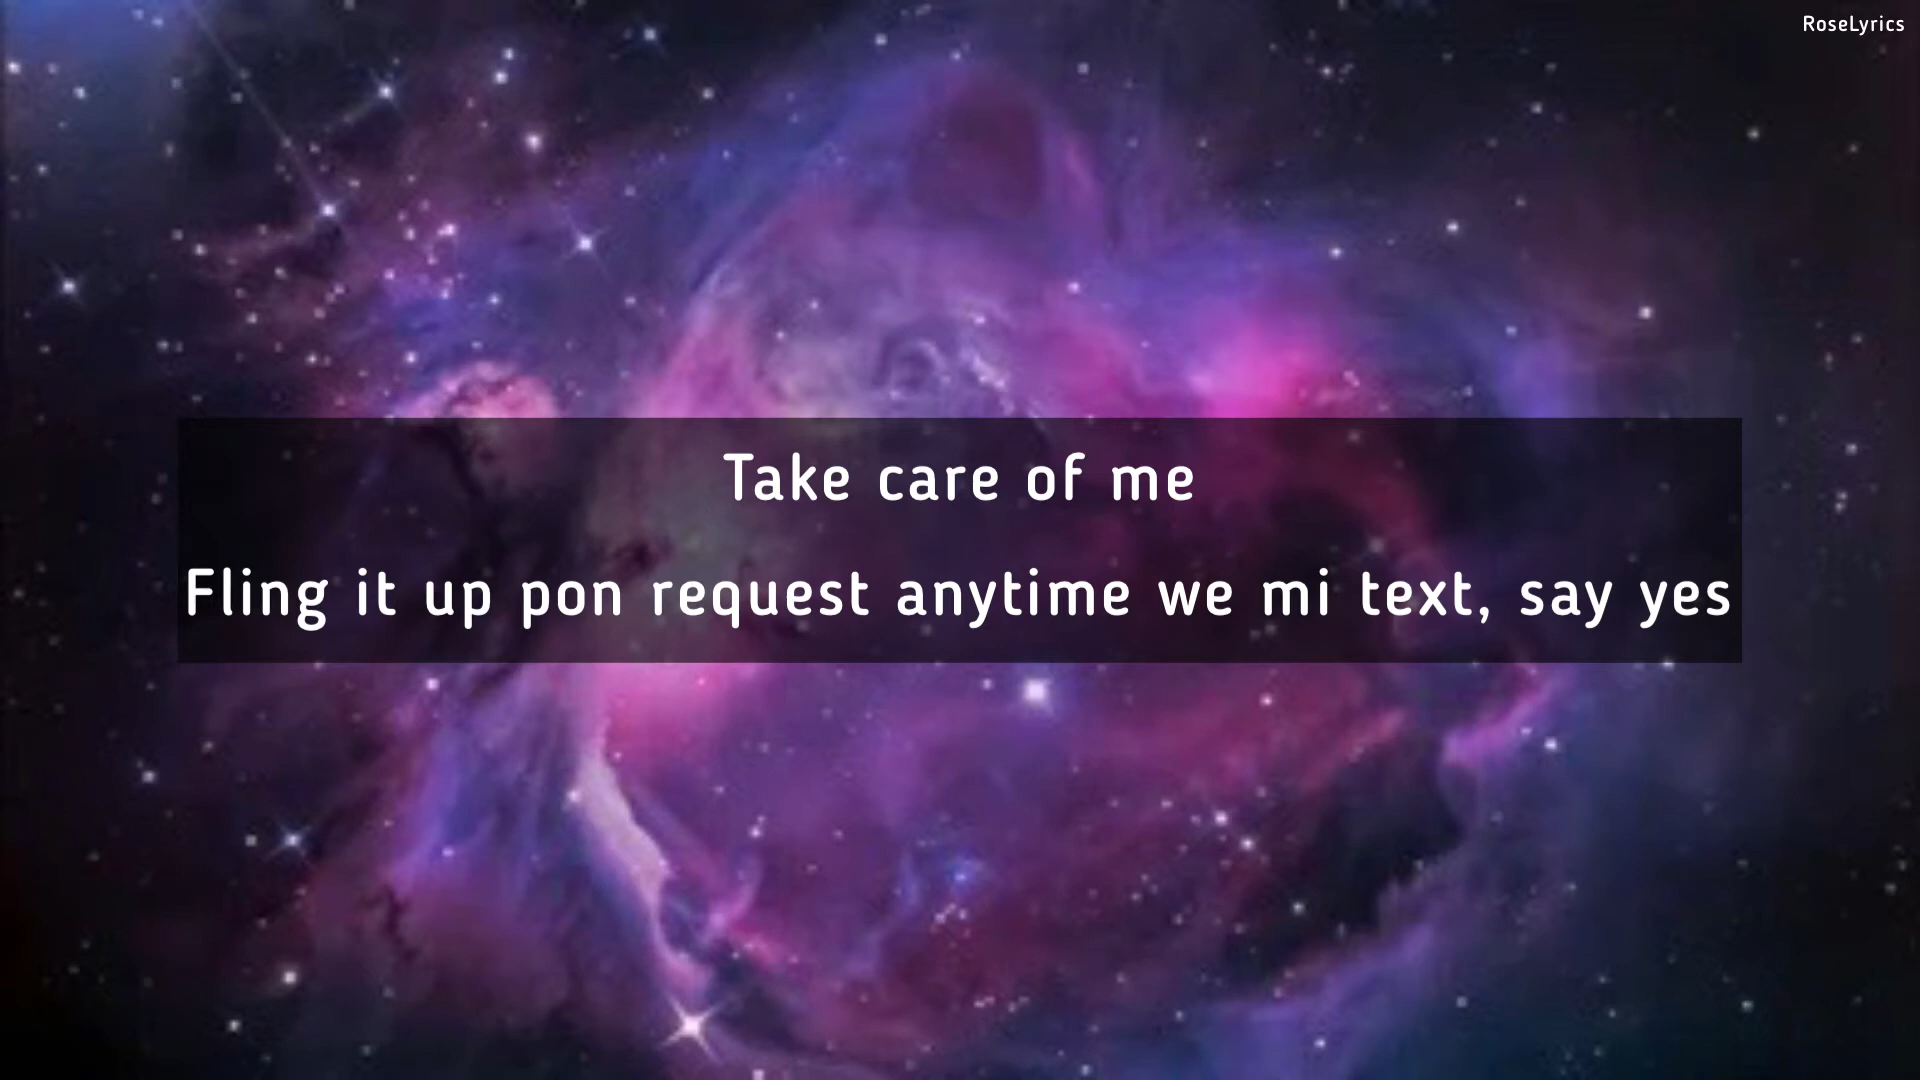 RoseLyrics
Take care of me
Fling it up pon request anytime we mi text, say yes